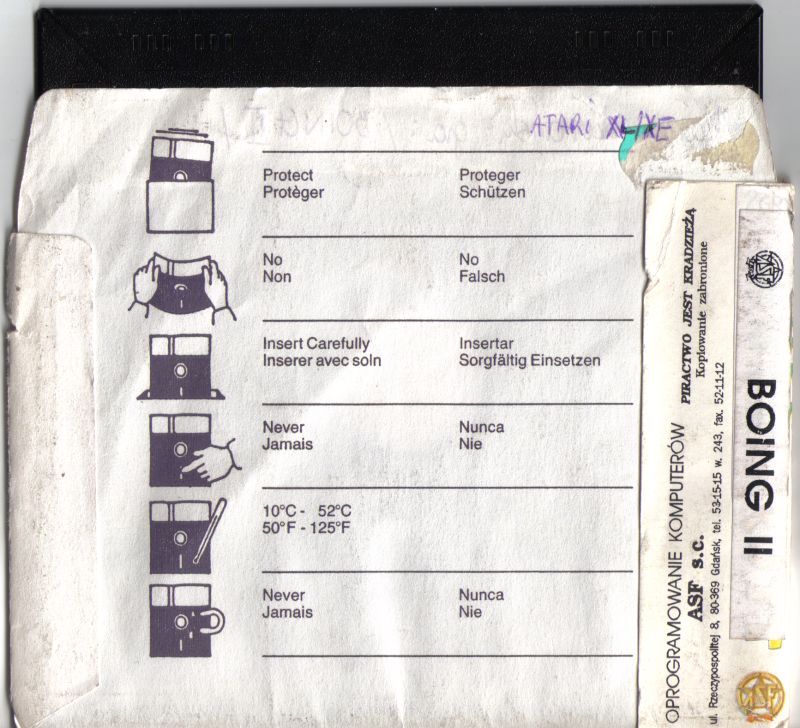 ATARI XL/XE
Protect
Protèger
Proteger
Schützen
No
Non
No
Falsch
Insert Carefully
Inserer avec soln
Insertar
Sorgfältig Einsetzen
Never
Jamais
Nunca
Nie
10°C - 52°C
50°F - 125°F
Never
Jamais
Nunca
Nie
BOING II
PIRACTWO JEST KRADZIEŻĄ
Kopiowanie zabronione
OPROGRAMOWANIE KOMPUTERÓW
ASF s.c.
ul. Rzeczypospolitej 8, 80-369 Gdańsk, tel. 53-15-15 w. 243, fax. 52-11-12
ASF